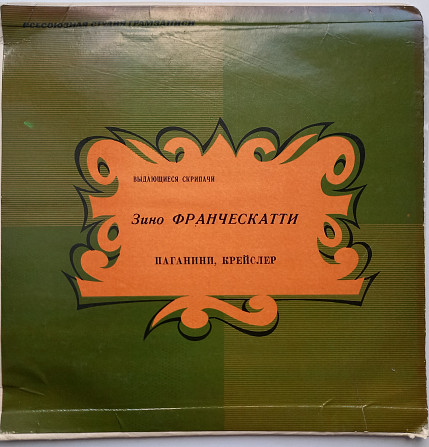 ВСЕСОЮЗНАЯ СТУДИЯ ГРАМЗАПИСИ
ВЫДАЮЩИЕСЯ СКРИПАЧИ
Зино ФРАНЧЕСКАТТИ
ПАГАНИНИ, КРЕЙСЛЕР